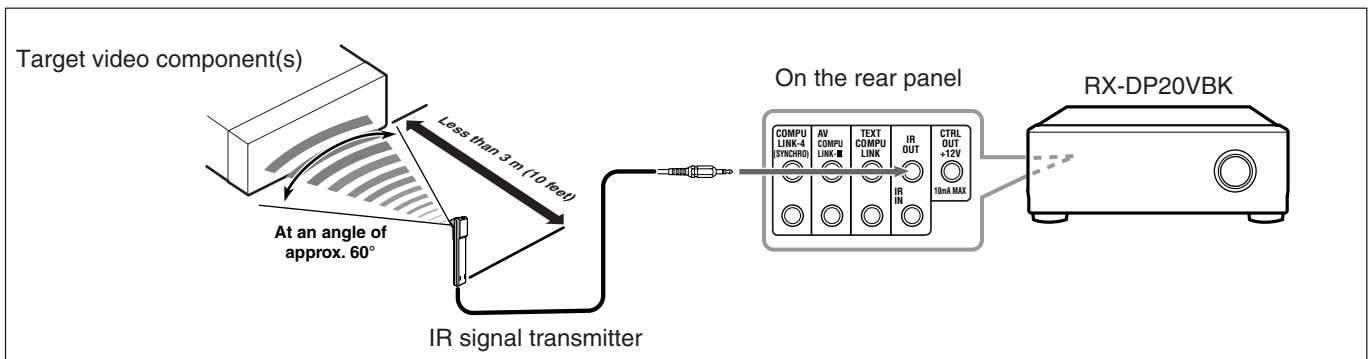 Target video component(s)
Less than 3 m (10 feet)
At an angle of
approx. 60°
IR signal transmitter
On the rear panel
COMPU
LINK-4
(SYNCHRO)
AV
COMPU
LINK-III
TEXT
COMPU
LINK
IR
OUT
IR
IN
CTRL
OUT
+12V
10mA MAX
RX-DP20VBK